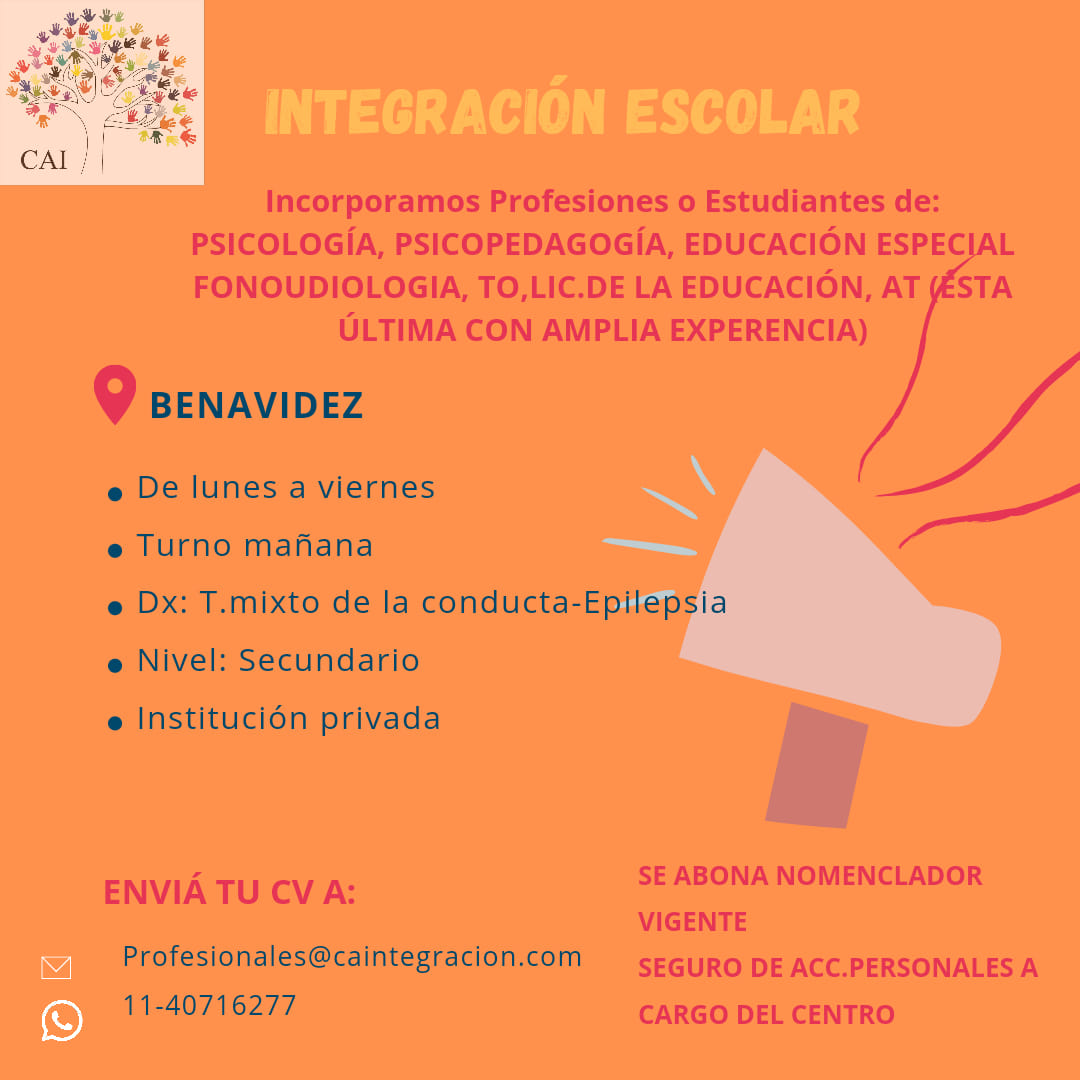 CAI
INTEGRACIÓN ESCOLAR
Incorporamos Profesiones o Estudiantes de:
PSICOLOGÍA, PSICOPEDAGOGÍA, EDUCACIÓN ESPECIAL
FONOUDIOLOGIA, TO,LIC.DE LA EDUCACIÓN, AT (ÉSTA
ÚLTIMA CON AMPLIA EXPERENCIA)
BENAVIDEZ
De lunes a viernes
Turno mañana
Dx: T.mixto de la conducta-Epilepsia
Nivel: Secundario
Institución privada
ENVIÁ TU CV A:
Profesionales@caintegracion.com
11-40716277
SE ABONA NOMENCLADOR
VIGENTE
SEGURO DE ACC.PERSONALES A
CARGO DEL CENTRO